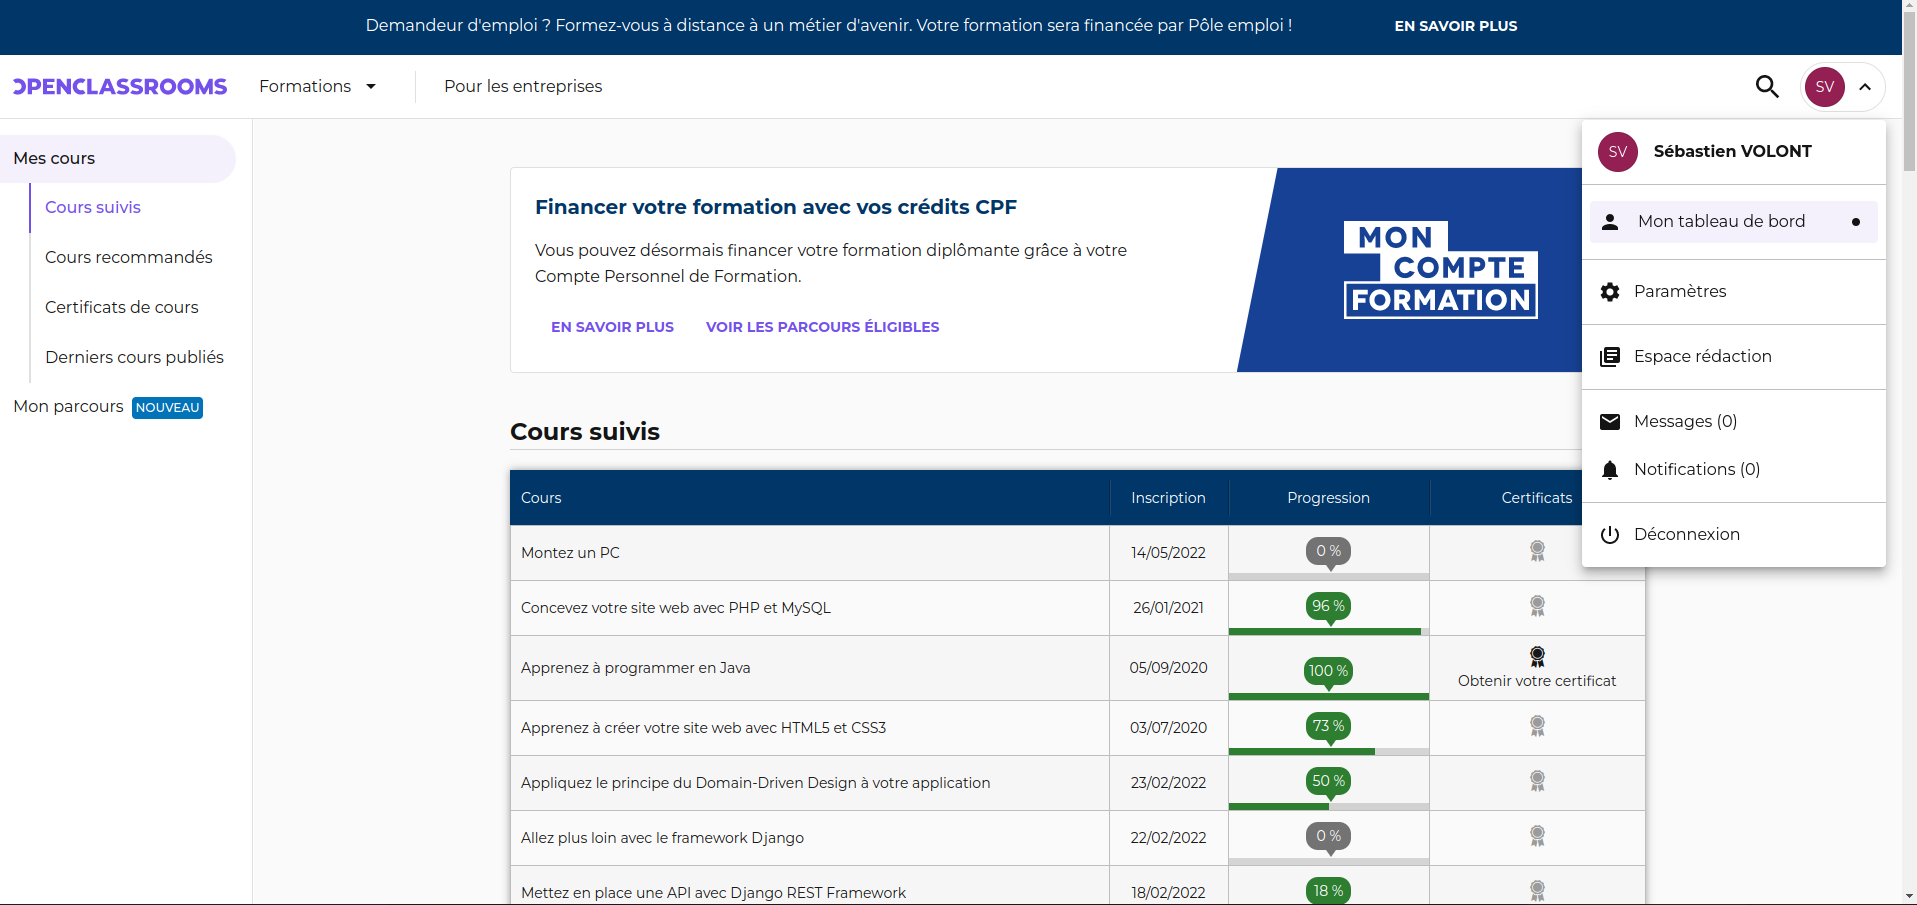 Demandeur d'emploi ? Formez-vous à distance à un métier d'avenir. Votre formation sera financée par Pôle emploi !
EN SAVOIR PLUS
OPENCLASSROOMS
Formations
Pour les entreprises
SV
Mes cours
Cours suivis
Cours recommandés
Certificats de cours
Derniers cours publiés
Mon parcours NOUVEAU
Financer votre formation avec vos crédits CPF
Vous pouvez désormais financer votre formation diplômante grâce à votre
Compte Personnel de Formation.
EN SAVOIR PLUS VOIR LES PARCOURS ÉLIGIBLES
MON
COMPTE
FORMATION
SV Sébastien VOLONT
Mon tableau de bord
Paramètres
Espace rédaction
Messages (0)
Notifications (0)
Déconnexion
Cours suivis
Cours Inscription Progression Certificats
Montez un PC 14/05/2022 0 %
Concevez votre site web avec PHP et MySQL 26/01/2021 96 %
Apprenez à programmer en Java 05/09/2020 100 % Obtenir votre certificat
Apprenez à créer votre site web avec HTML5 et CSS3 03/07/2020 73 %
Appliquez le principe du Domain-Driven Design à votre application 23/02/2022 50 %
Allez plus loin avec le framework Django 22/02/2022 0 %
Mettez en place une API avec Django REST Framework 18/02/2022 18 %